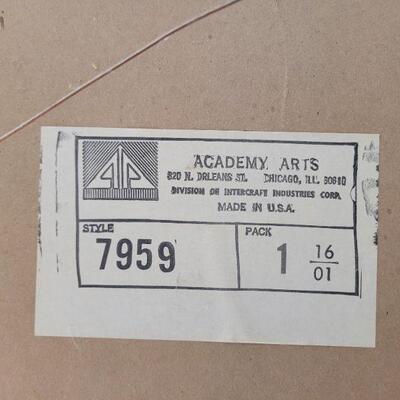 ACADEMY ARTS
820 N. ORLEANS ST. CHICAGO, ILL. 60610
DIVISION OF INTERCRAFT INDUSTRIES CORP.
MADE IN U.S.A.
STYLE
7959
PACK
1 16
01